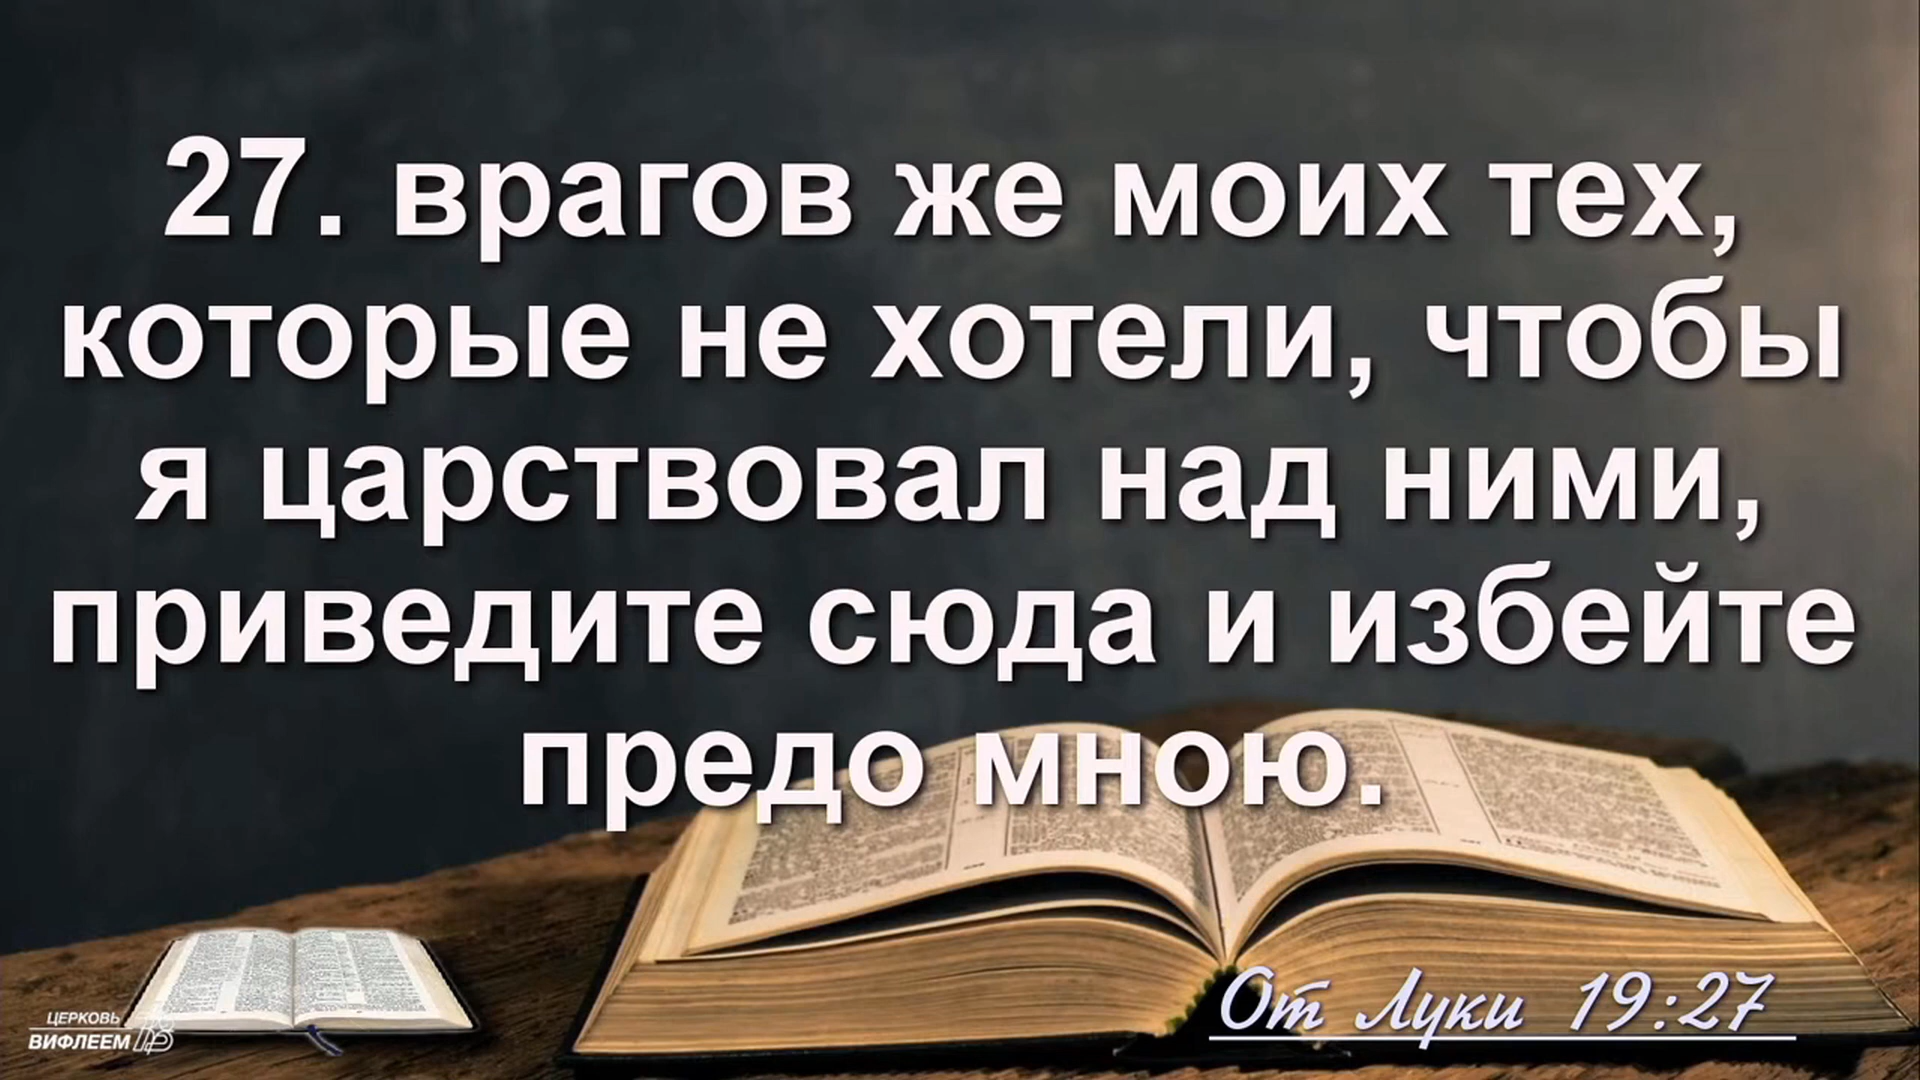 27. врагов же моих тех,
которые не хотели, чтобы
я царствовал над ними,
приведите сюда и избейте
предо мною.
От Луки 19:27
ЦЕРКОВЬ
ВИФЛЕЕМ